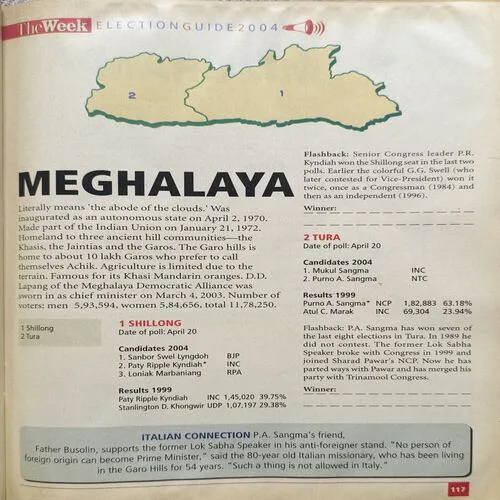 TheWeek ELECTIONGUIDE2004
2
1
MEGHALAYA
Literally means 'the abode of the clouds.' Was
inaugurated as an autonomous state on April 2, 1970.
Made part of the Indian Union on January 21, 1972.
Homeland to three ancient hill communities—the
Khasis, the Jaintias and the Garos. The Garo hills is
home to about 10 lakh Garos who prefer to call
themselves Achik. Agriculture is limited due to the
terrain. Famous for its Khasi Mandarin oranges. D.D.
Lapang of the Meghalaya Democratic Alliance was
sworn in as chief minister on March 4, 2003. Number of
voters: men 5,93,594, women 5,84,656, total 11,78,250.
1 Shillong
2 Tura
1 SHILLONG
Date of poll: April 20
Candidates 2004
1. Sanbor Swel Lyngdoh BJP
2. Paty Ripple Kyndiah* INC
3. Loniak Marbaniang RPA
Results 1999
Paty Ripple Kyndiah INC 1,45,020 39.75%
Stanlington D. Khongwir UDP 1,07,197 29.38%
Flashback: Senior Congress leader P.R.
Kyndiah won the Shillong seat in the last two
polls. Earlier the colorful G.G. Swell (who
later contested for Vice-President) won it
twice, once as a Congressman (1984) and
then as an independent (1996).
Winner:
2 TURA
Date of poll: April 20
Candidates 2004
1. Mukul Sangma INC
2. Purno A. Sangma* NTC
Results 1999
Purno A. Sangma* NCP 1,82,883 63.18%
Atul C. Marak INC 69,304 23.94%
Flashback: P.A. Sangma has won seven of
the last eight elections in Tura. In 1989 he
did not contest. The former Lok Sabha
Speaker broke with Congress in 1999 and
joined Sharad Pawar's NCP. Now he has
parted ways with Pawar and has merged his
party with Trinamool Congress.
Winner:
ITALIAN CONNECTION P.A. Sangma's friend,
Father Busolin, supports the former Lok Sabha Speaker in his anti-foreigner stand. "No person of
foreign origin can become Prime Minister," said the 80-year old Italian missionary, who has been living
in the Garo Hills for 54 years. "Such a thing is not allowed in Italy."
117